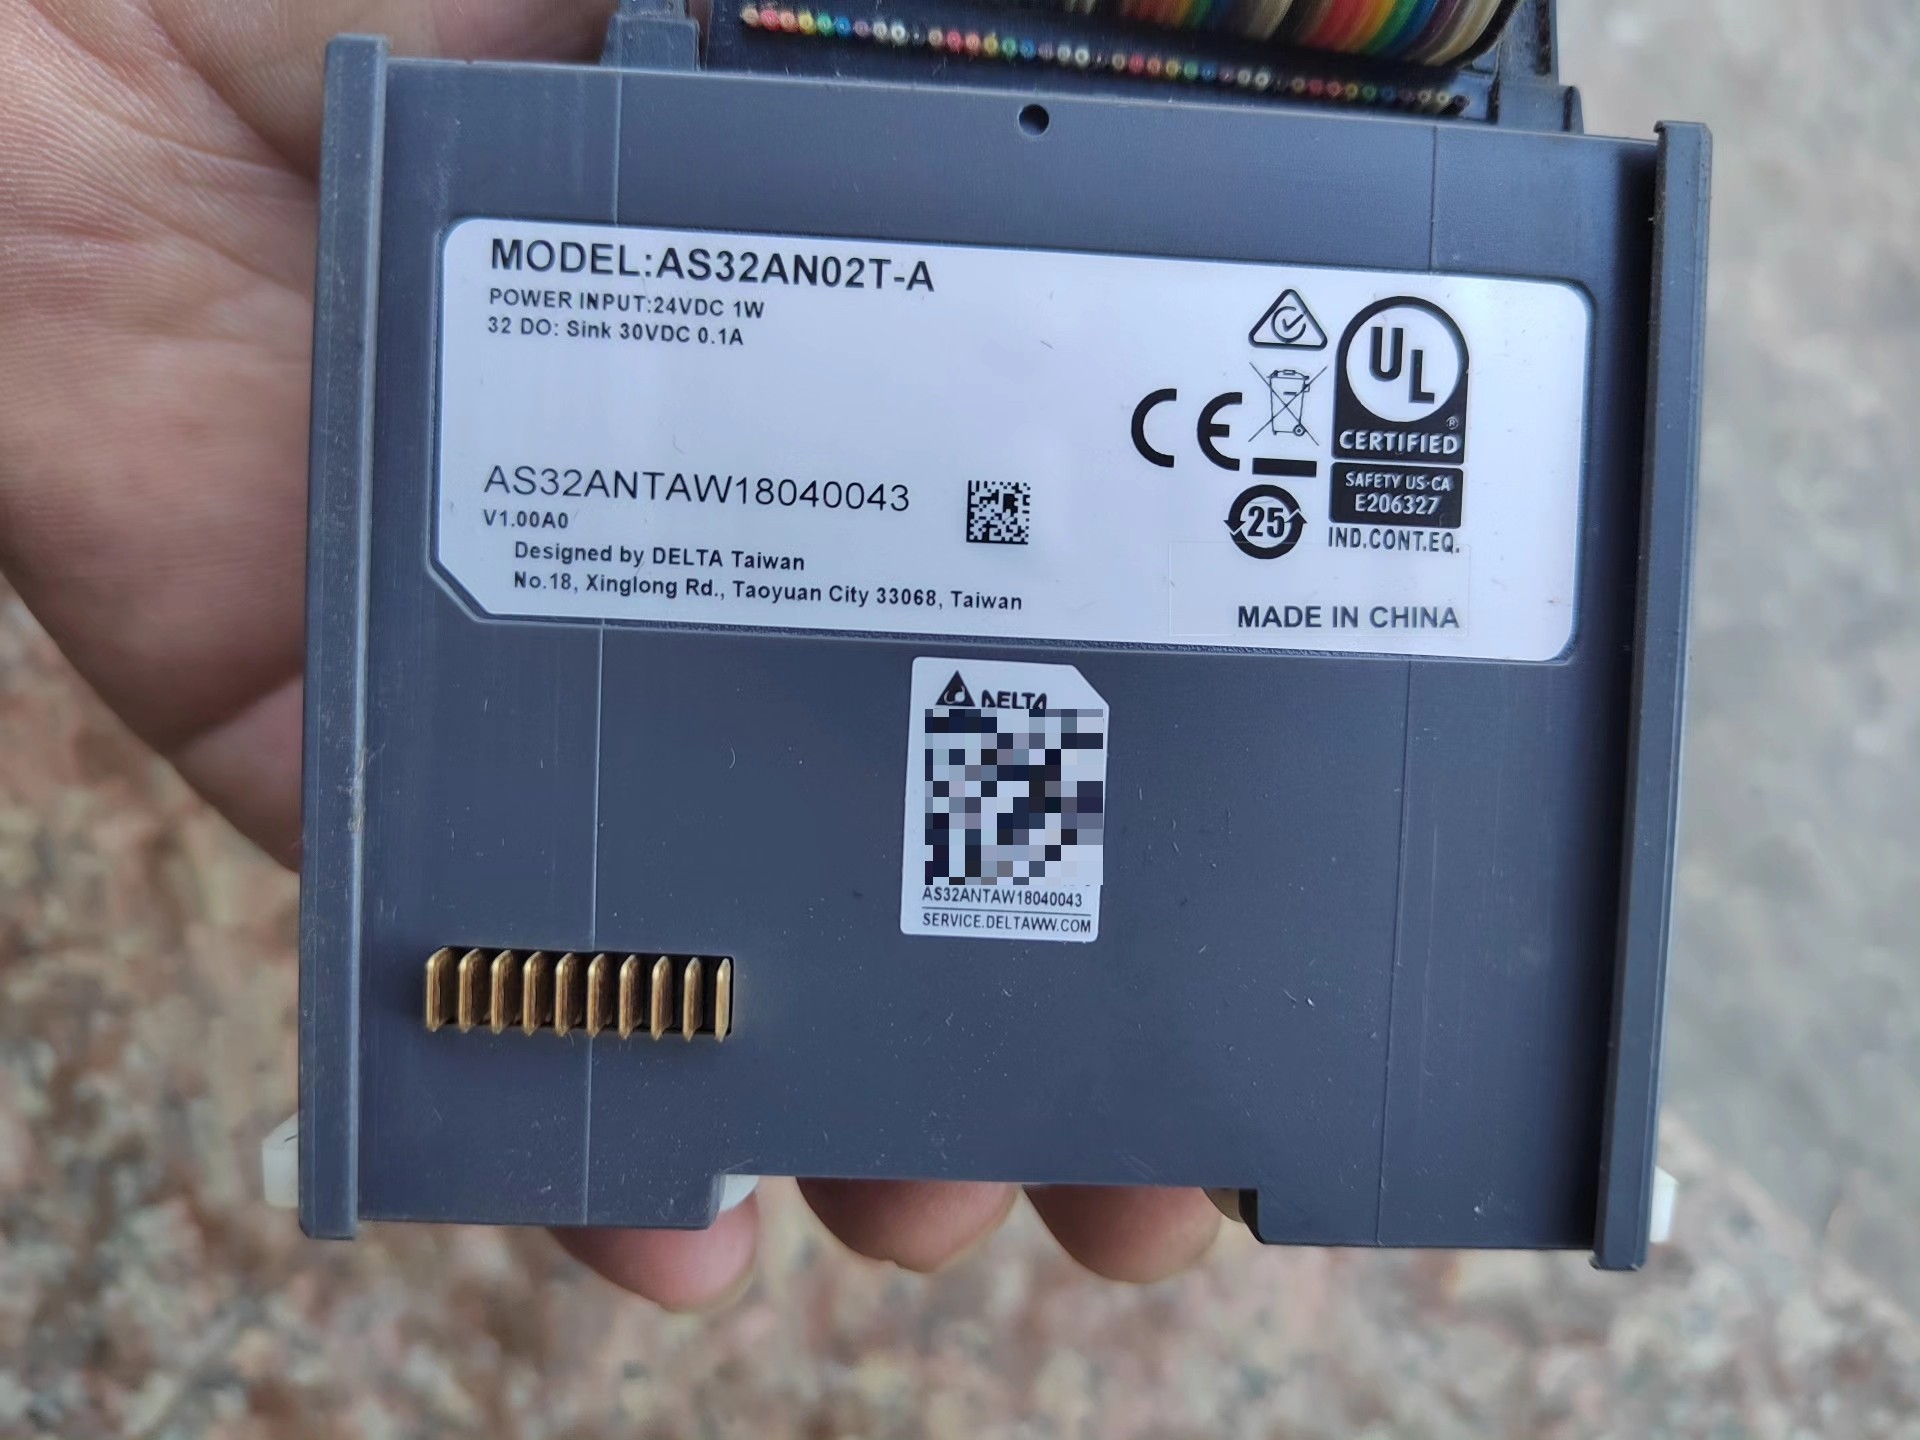 MODEL:AS32AN02T-A
POWER INPUT:24VDC 1W
32 DO: Sink 30VDC 0.1A
UL
®
CERTIFIED
SAFETY US-CA
E206327
IND.CONT.EQ.
CE
25
AS32ANTAW18040043
V1.00A0
Designed by DELTA Taiwan
No.18, Xinglong Rd., Taoyuan City 33068, Taiwan
MADE IN CHINA
DELTA
AS32ANTAW18040043
SERVICE.DELTAWW.COM